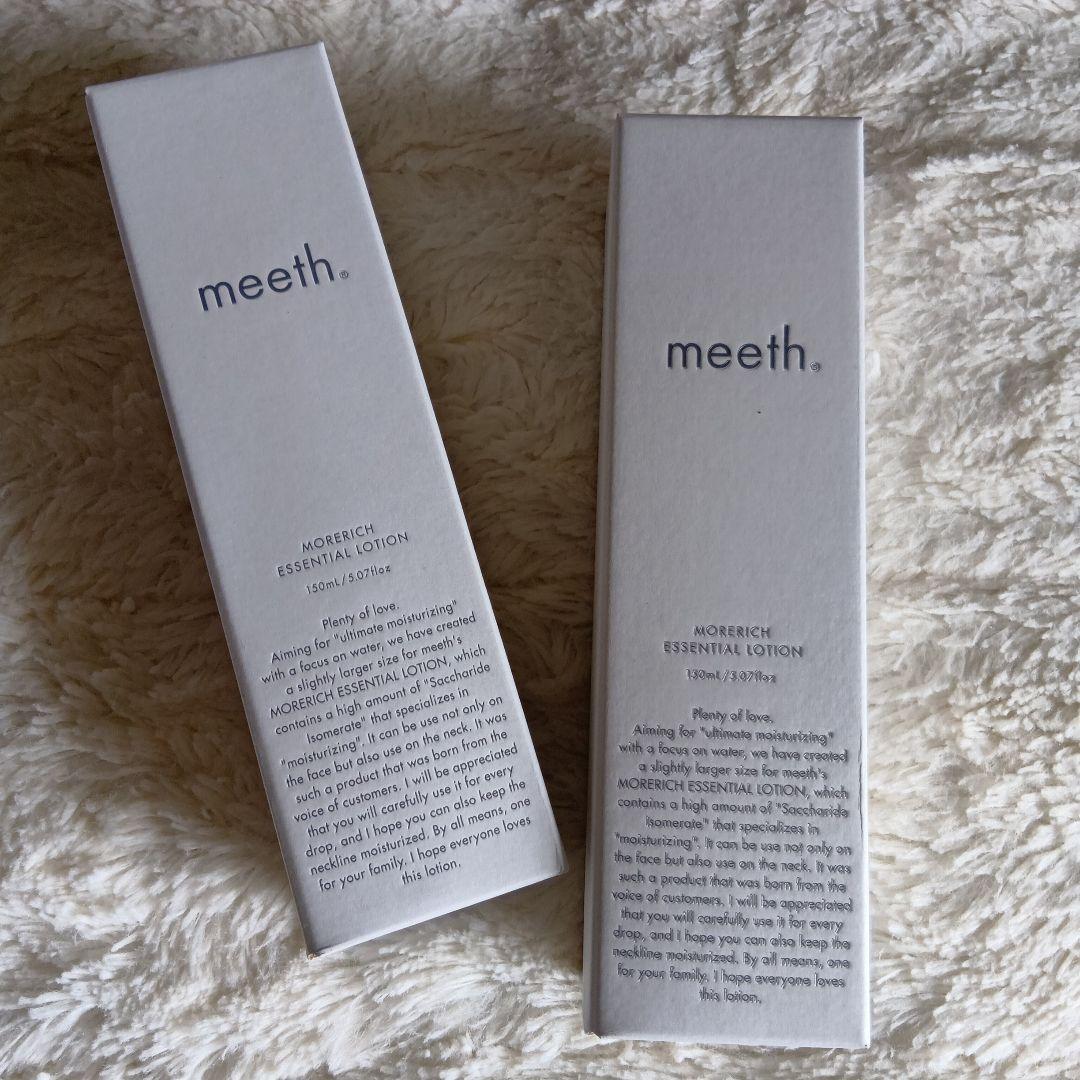 meeth®
MORERICH
ESSENTIAL LOTION
150mL/5.07floz
Plenty of love.
Aiming for "ultimate moisturizing"
with a focus on water, we have created
a slightly larger size for meeth's
MORERICH ESSENTIAL LOTION, which
contains a high amount of "Saccharide
Isomerate" that specializes in
"moisturizing". It can be use not only on
the face but also use on the neck. It was
such a product that was born from the
voice of customers. I will be appreciated
that you will carefully use it for every
drop, and I hope you can also keep the
neckline moisturized. By all means, one
for your family. I hope everyone loves
this lotion.
meeth®
MORERICH
ESSENTIAL LOTION
150mL/5.07floz
Plenty of love.
Aiming for "ultimate moisturizing"
with a focus on water, we have created
a slightly larger size for meeth's
MORERICH ESSENTIAL LOTION, which
contains a high amount of "Saccharide
Isomerate" that specializes in
"moisturizing". It can be use not only on
the face but also use on the neck. It was
such a product that was born from the
voice of customers. I will be appreciated
that you will carefully use it for every
drop, and I hope you can also keep the
neckline moisturized. By all means, one
for your family. I hope everyone loves
this lotion.